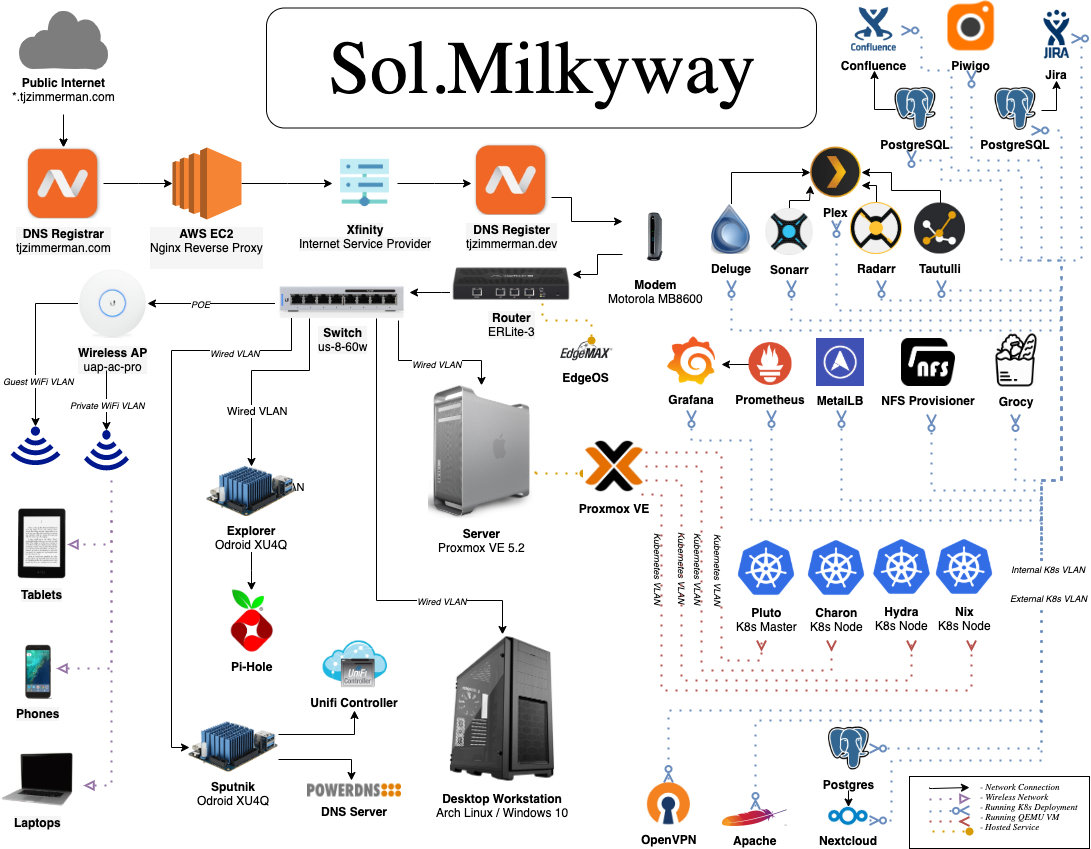 Sol.Milkyway
Public Internet
*.tjzimmerman.com
DNS Registrar
tjzimmerman.com
AWS EC2
Nginx Reverse Proxy
Xfinity
Internet Service Provider
DNS Register
tjzimmerman.dev
Modem
Motorola MB8600
Router
ERLite-3
EdgeMAX
EdgeOS
Switch
us-8-60w
POE
Wireless AP
uap-ac-pro
Guest WiFi VLAN
Private WiFi VLAN
Tablets
Phones
Laptops
Wired VLAN
Wired VLAN
Wired VLAN
Wired VLAN
Explorer
Odroid XU4Q
Pi-Hole
Sputnik
Odroid XU4Q
UniFi
Controller
Unifi Controller
POWERDNS
DNS Server
Server
Proxmox VE 5.2
Desktop Workstation
Arch Linux / Windows 10
Proxmox VE
Kubernetes VLAN
Kubernetes VLAN
Kubernetes VLAN
Kubernetes VLAN
Pluto
K8s Master
Charon
K8s Node
Hydra
K8s Node
Nix
K8s Node
Internal K8s VLAN
External K8s VLAN
Confluence
Confluence
Piwigo
JIRA
Jira
PostgreSQL
PostgreSQL
Plex
Deluge
Sonarr
Radarr
Tautulli
Grafana
Prometheus
MetalLB
NFS
NFS Provisioner
Grocy
OpenVPN
Apache
Postgres
Nextcloud
- Network Connection
- Wireless Network
- Running K8s Deployment
- Running QEMU VM
- Hosted Service